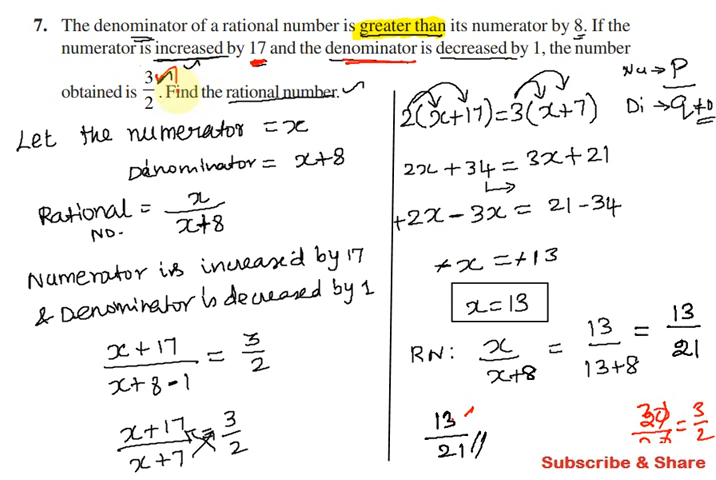 7. The denominator of a rational number is greater than its numerator by 8. If the
numerator is increased by 17 and the denominator is decreased by 1, the number
obtained is 3/2. Find the rational number.
Let the numerator = x
Denominator = x+8
Rational NO. = x/(x+8)
Numerator is increased by 17
& Denominator is decreased by 1
(x+17)/(x+8-1) = 3/2
(x+17)/(x+7) = 3/2
Nu → P
Di → q ≠ 0
2(x+17)=3(x+7)
2x + 34 = 3x + 21
+2x - 3x = 21 - 34
x = 13
RN: x/(x+8) = 13/(13+8) = 13/21
13/21 //
= 3/2
Subscribe & Share